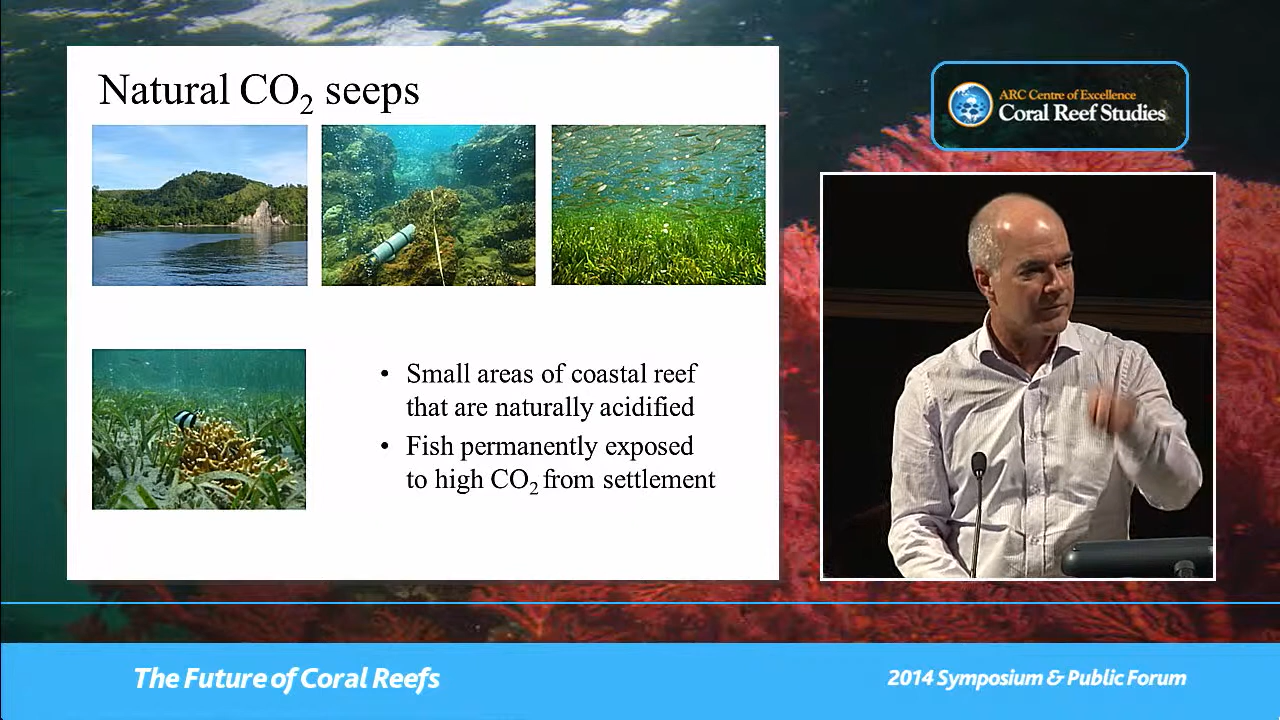 Natural CO₂ seeps
ARC Centre of Excellence
Coral Reef Studies
• Small areas of coastal reef
that are naturally acidified
• Fish permanently exposed
to high CO₂ from settlement
The Future of Coral Reefs
2014 Symposium & Public Forum